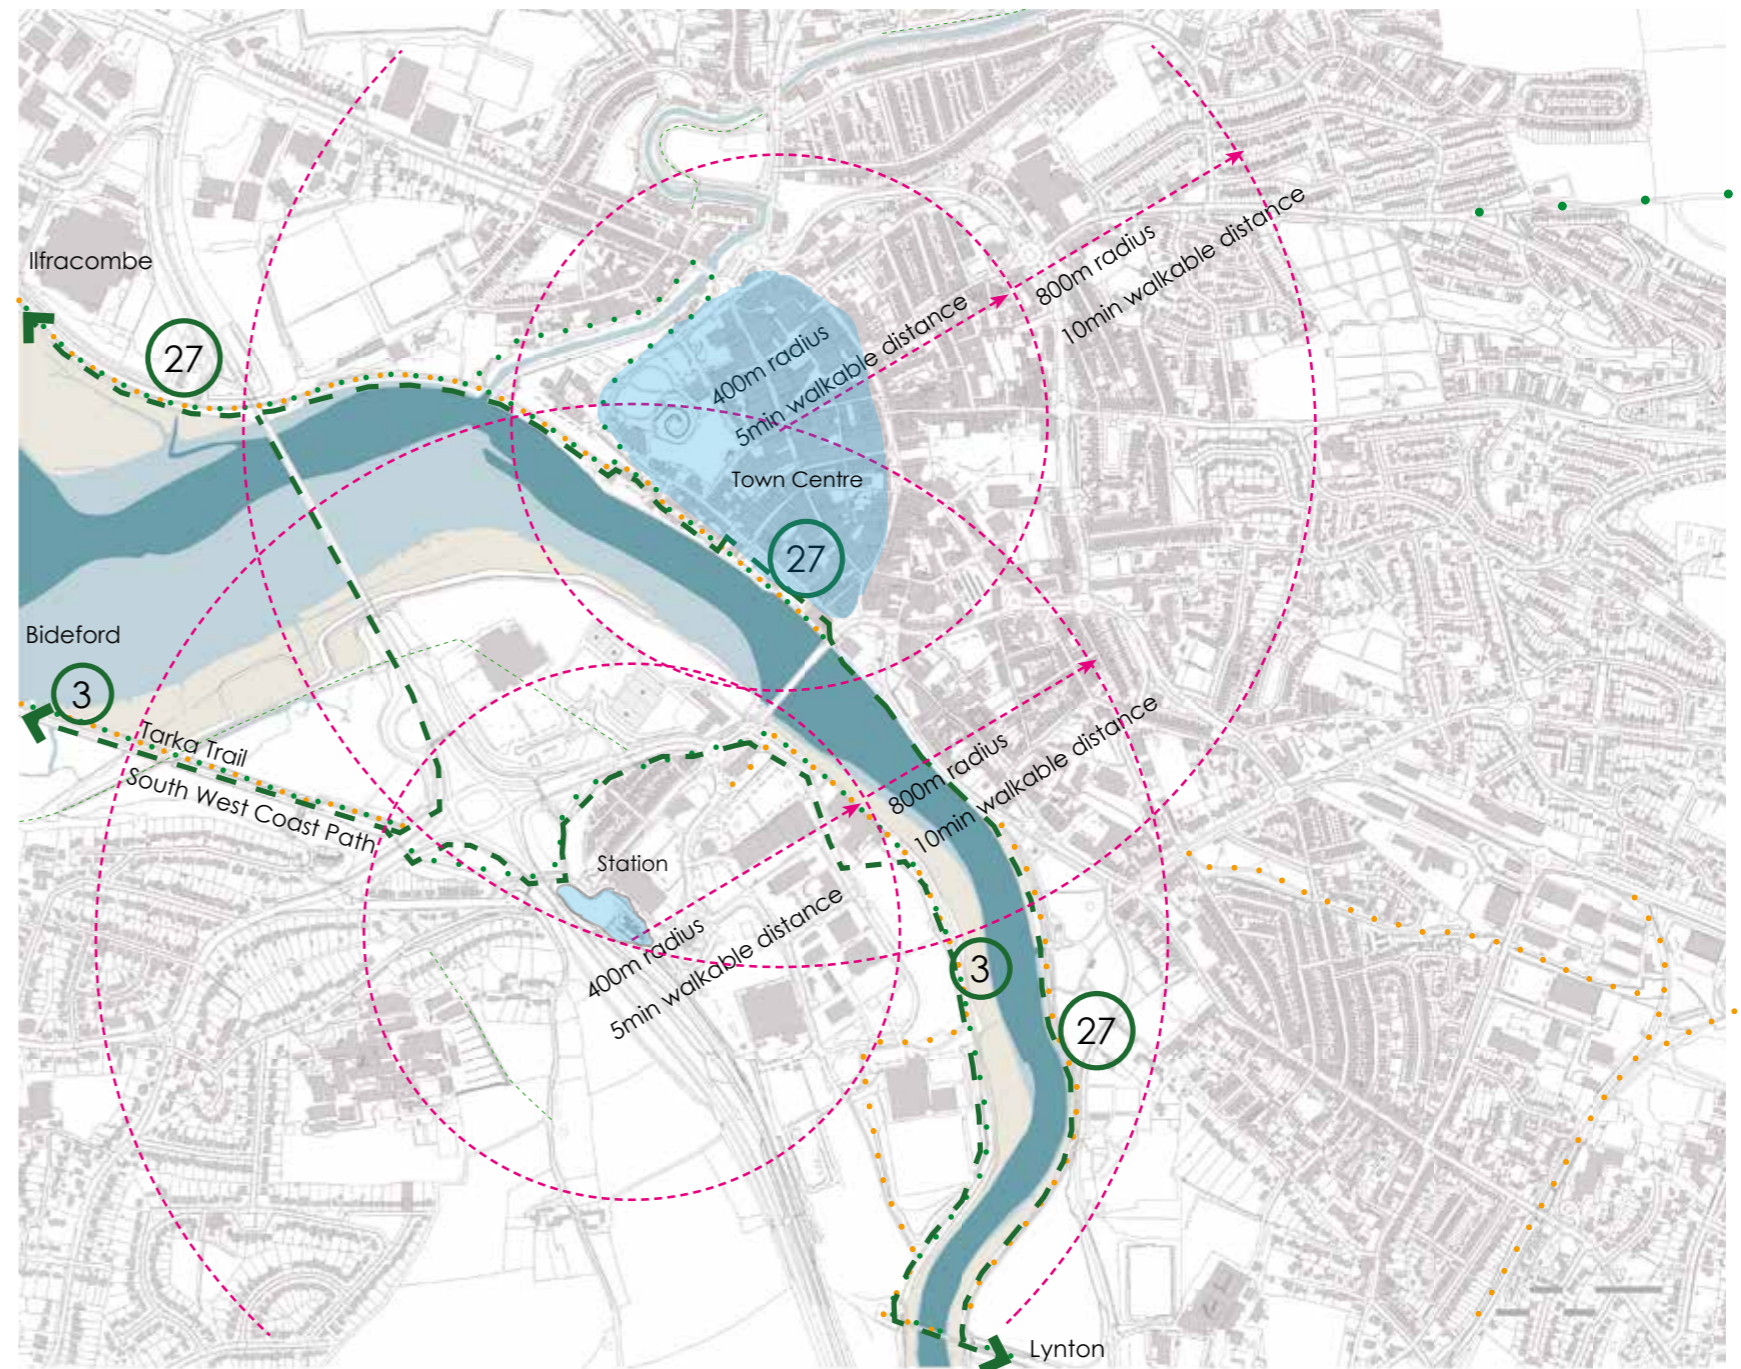 Ilfracombe
27
800m radius
10min walkable distance
400m radius
5min walkable distance
Town Centre
27
Bideford
3
Tarka Trail
South West Coast Path
800m radius
10min walkable distance
Station
400m radius
5min walkable distance
3
27
Lynton